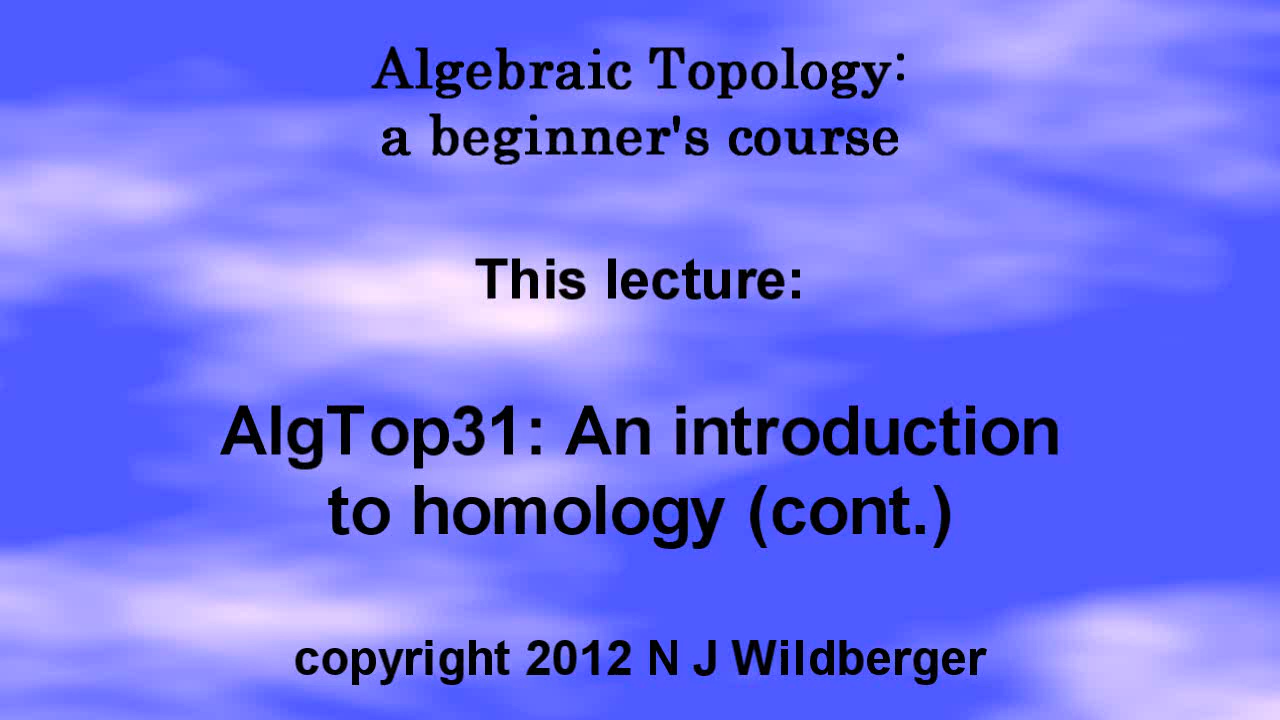 Algebraic Topology:
a beginner's course
This lecture:
AlgTop31: An introduction
to homology (cont.)
copyright 2012 N J Wildberger